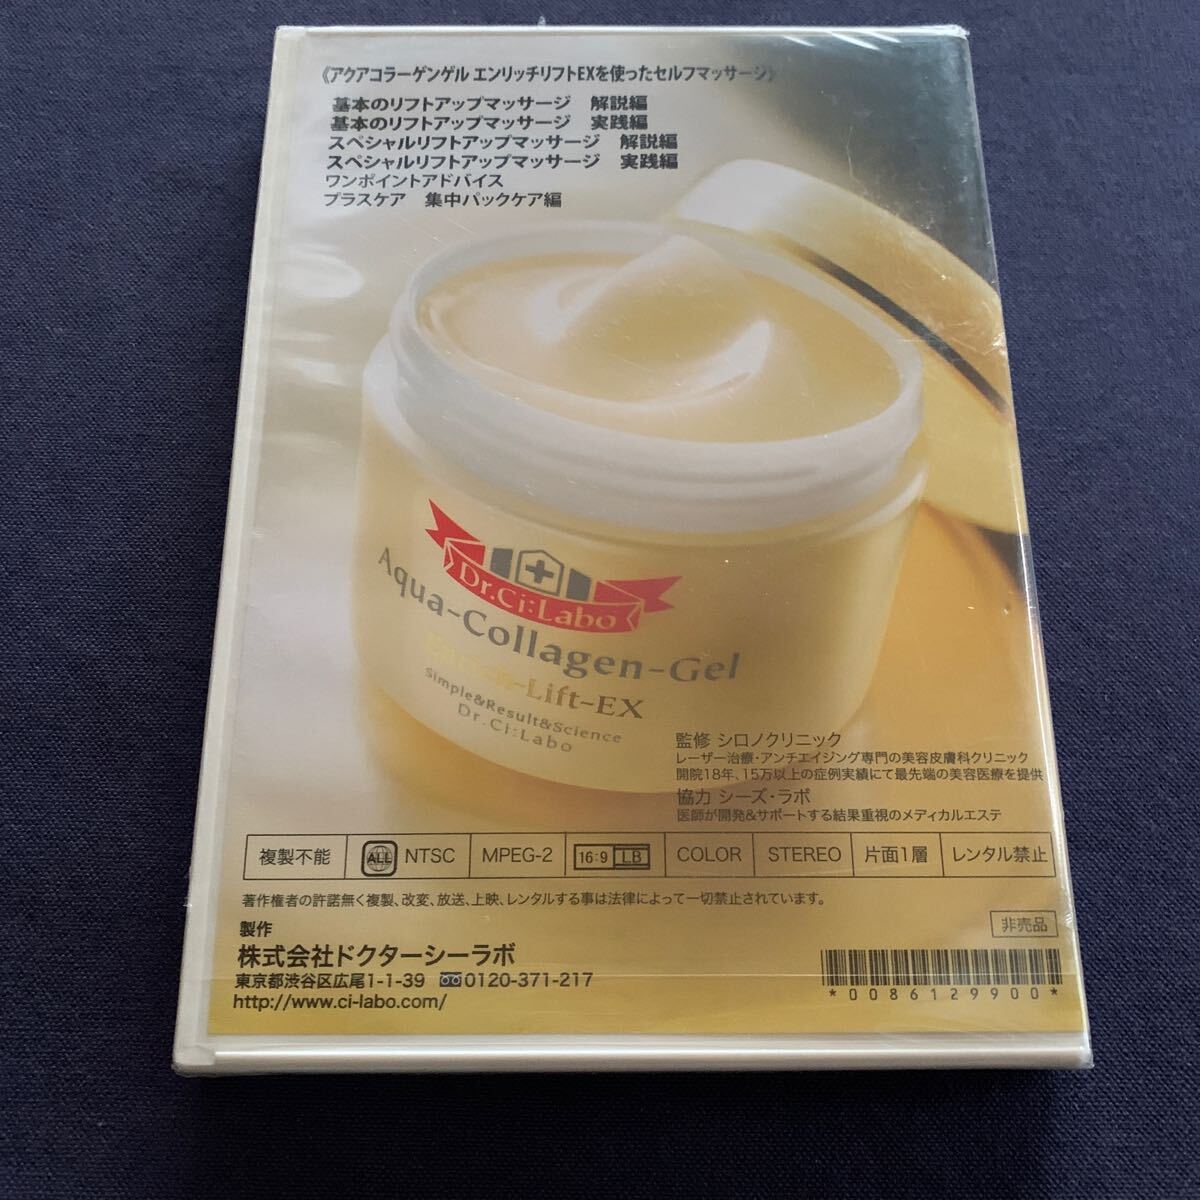 《アクアコラーゲンゲル エンリッチリフトEXを使ったセルフマッサージ》
基本のリフトアップマッサージ　解説編
基本のリフトアップマッサージ　実践編
スペシャルリフトアップマッサージ　解説編
スペシャルリフトアップマッサージ　実践編
ワンポイントアドバイス
プラスケア　集中パックケア編
Dr.Ci:Labo
Aqua-Collagen-Gel
Enrich-Lift-EX
Simple&Result&Science
Dr.Ci:Labo
監修 シロノクリニック
レーザー治療・アンチエイジング専門の美容皮膚科クリニック
開院18年、15万以上の症例実績にて最先端の美容医療を提供
協力 シーズ・ラボ
医師が開発&サポートする結果重視のメディカルエステ
複製不能 ALL NTSC MPEG-2 16:9 LB COLOR STEREO 片面1層 レンタル禁止
著作権者の許諾無く複製、改変、放送、上映、レンタルする事は法律によって一切禁止されています。
製作
非売品
株式会社ドクターシーラボ
東京都渋谷区広尾1-1-39 0120-371-217
http://www.ci-labo.com/
*0086129900*